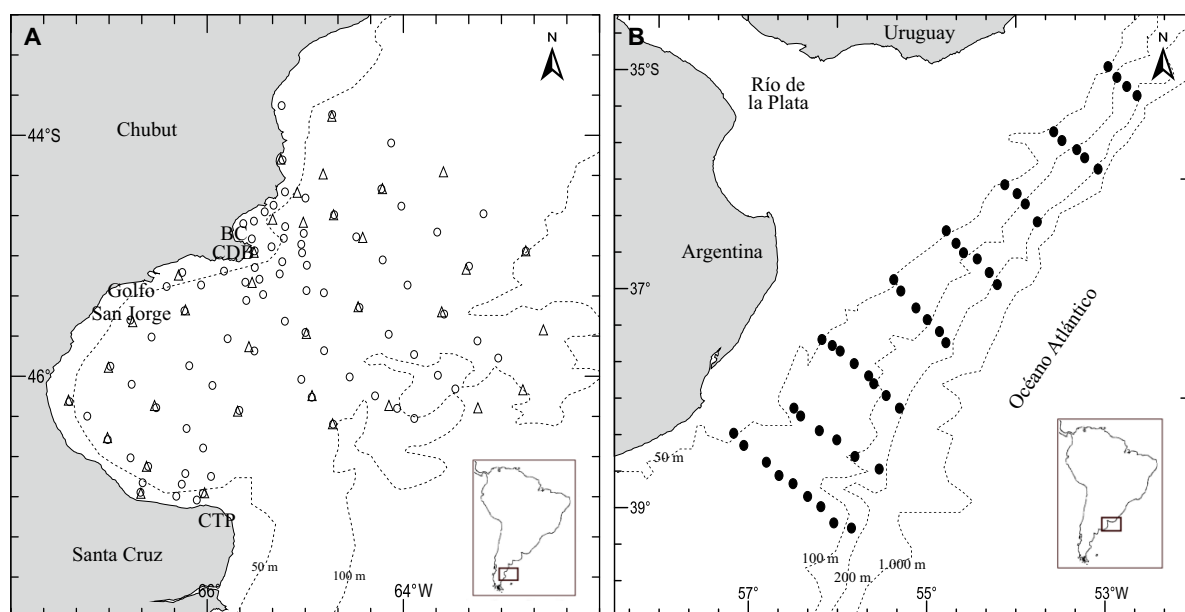 A
N
Chubut
44°S
BC
CDB
Golfo
San Jorge
46°S
CTP
Santa Cruz
50 m
100 m
66°
64°W
B
Uruguay
N
35°S
Río de
la Plata
Argentina
37°
Océano Atlántico
50 m
39°
100 m
200 m
1.000 m
57°
55°
53°W